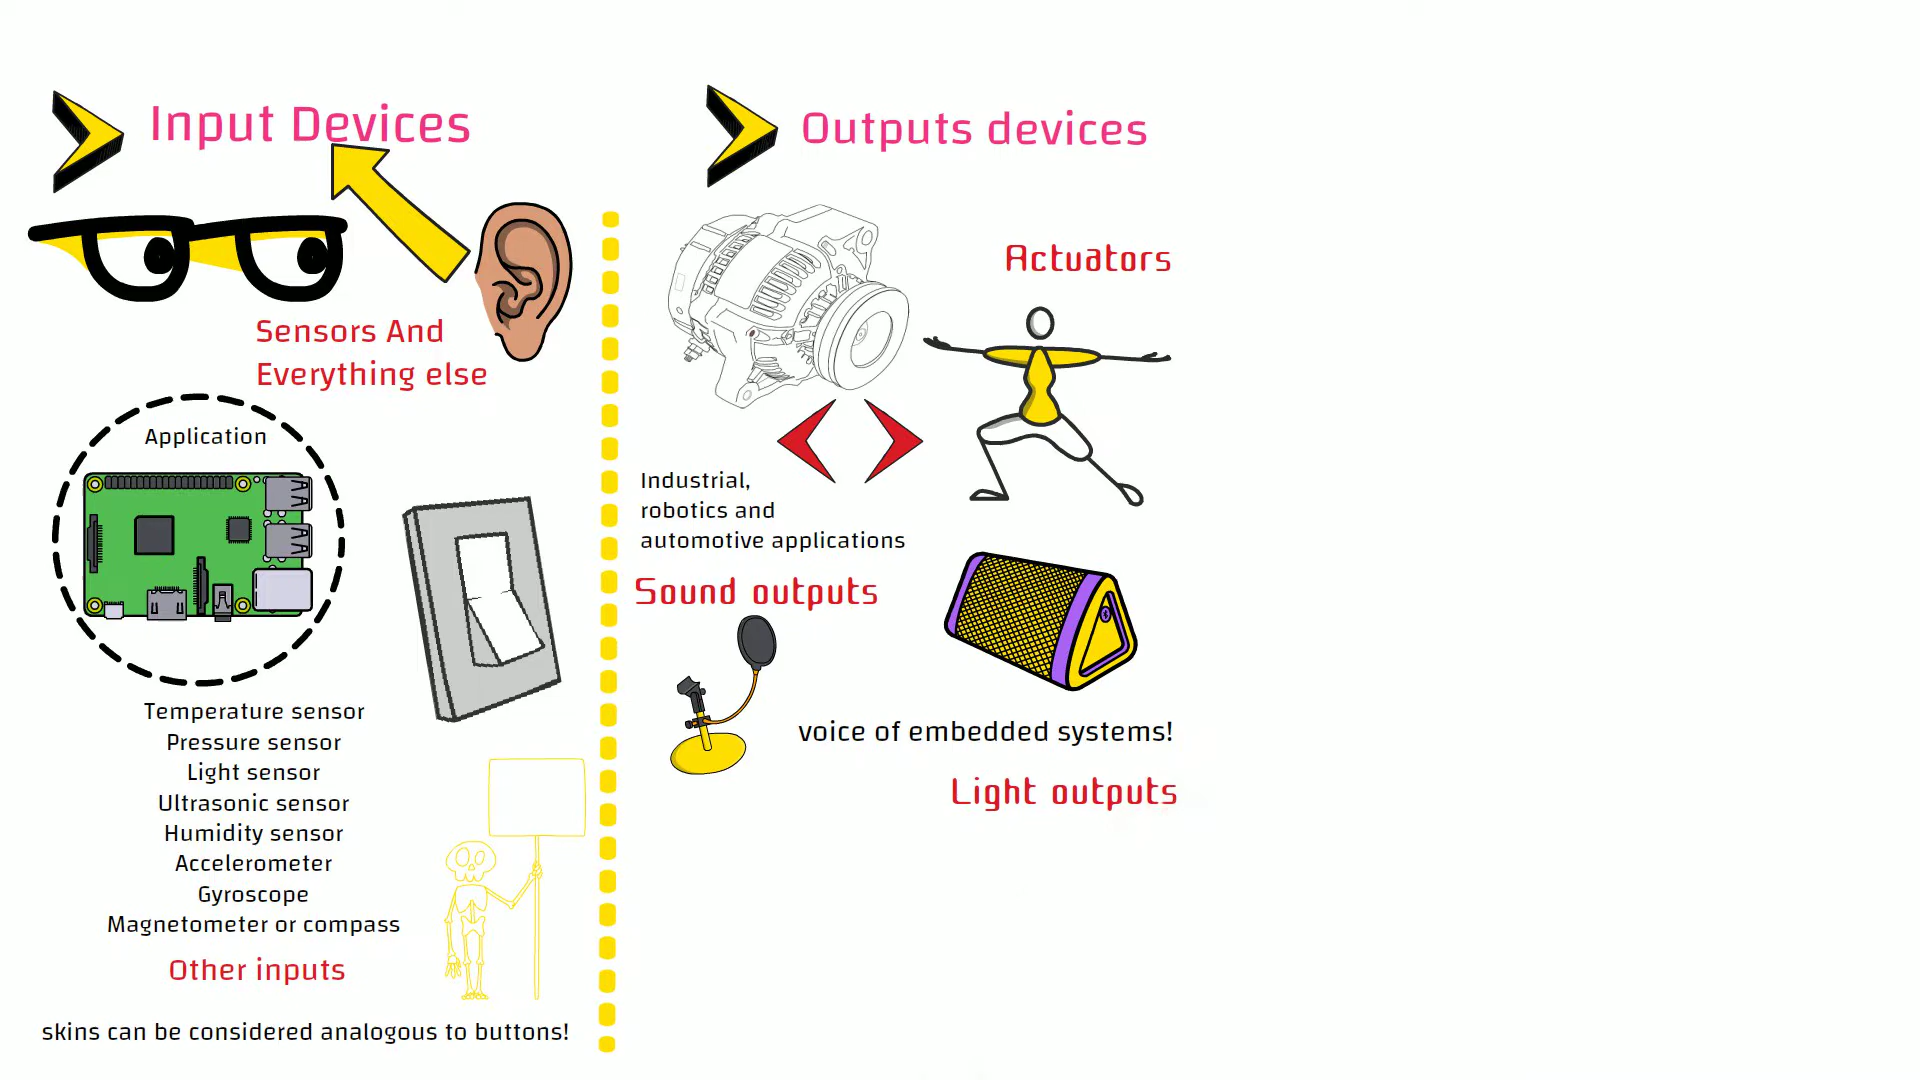 Input Devices
Sensors And
Everything else
Application
Temperature sensor
Pressure sensor
Light sensor
Ultrasonic sensor
Humidity sensor
Accelerometer
Gyroscope
Magnetometer or compass
Other inputs
skins can be considered analogous to buttons!
Outputs devices
Actuators
Industrial,
robotics and
automotive applications
Sound outputs
voice of embedded systems!
Light outputs